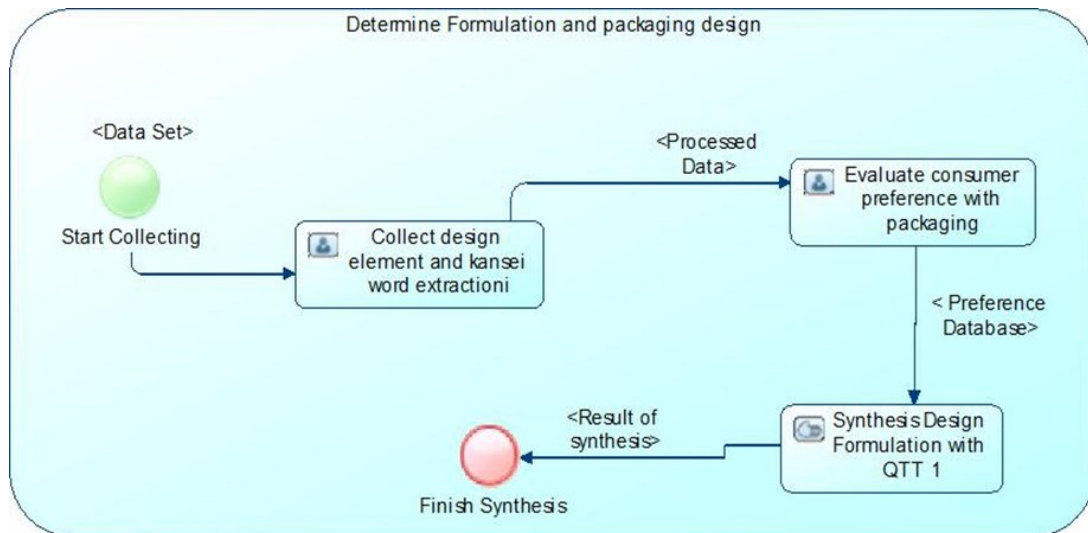 Determine Formulation and packaging design
<Data Set>
Start Collecting
Collect design
element and kansei
word extractioni
<Processed
Data>
Evaluate consumer
preference with
packaging
< Preference
Database>
Synthesis Design
Formulation with
QTT 1
<Result of
synthesis>
Finish Synthesis